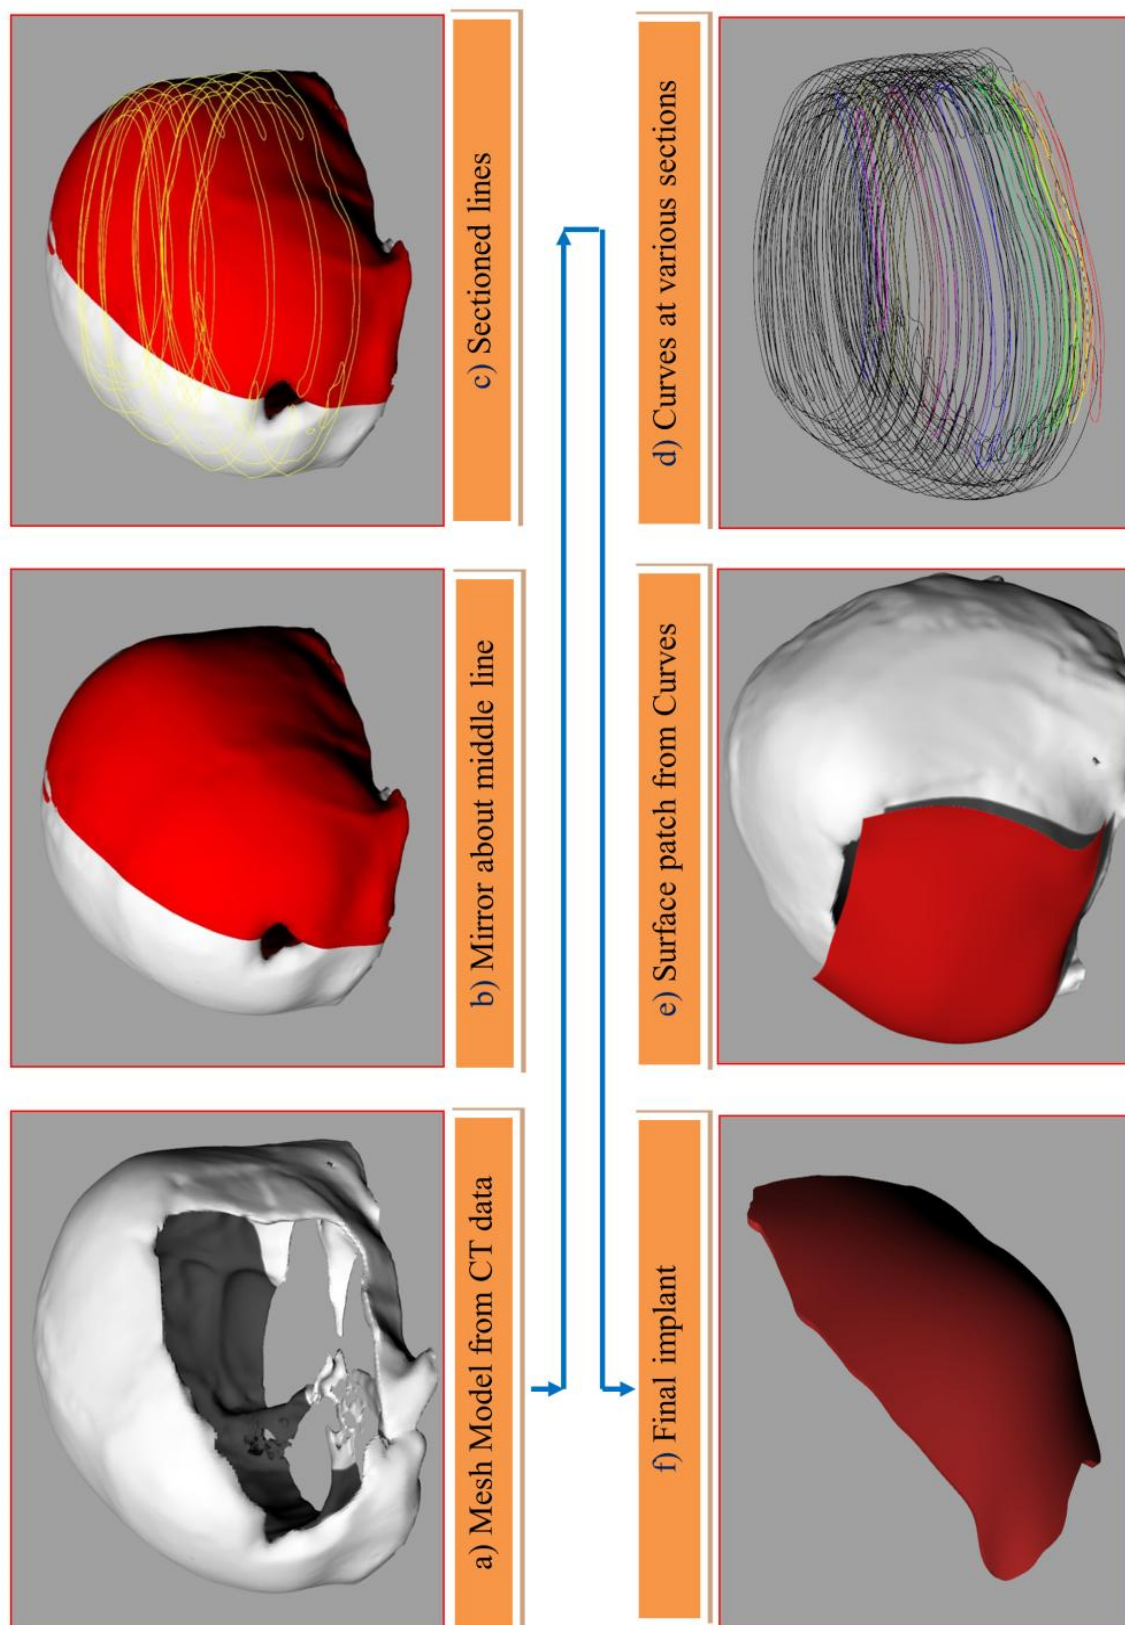 a) Mesh Model from CT data
b) Mirror about middle line
c) Sectioned lines
d) Curves at various sections
e) Surface patch from Curves
f) Final implant